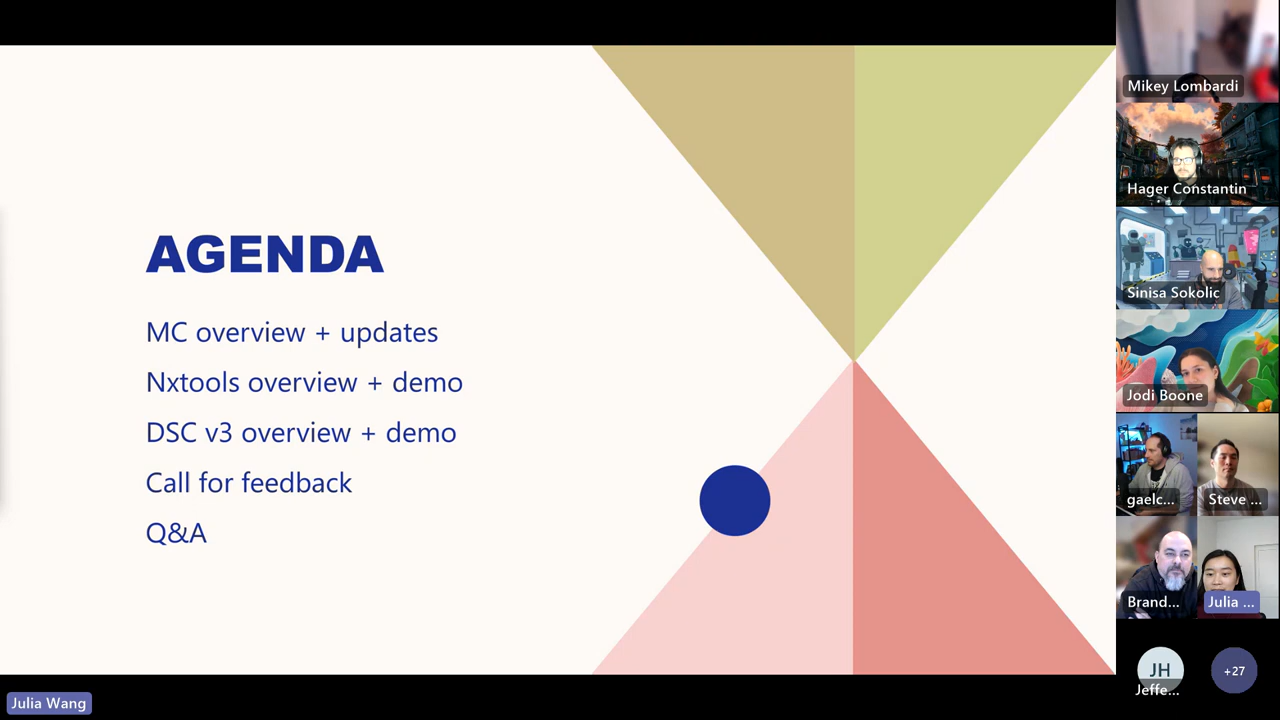 AGENDA
MC overview + updates
Nxtools overview + demo
DSC v3 overview + demo
Call for feedback
Q&A
Julia Wang
Mikey Lombardi
Hager Constantin
Sinisa Sokolic
Jodi Boone
gaelc...
Steve ...
Brand...
Julia ...
JH
Jeffe...
+27